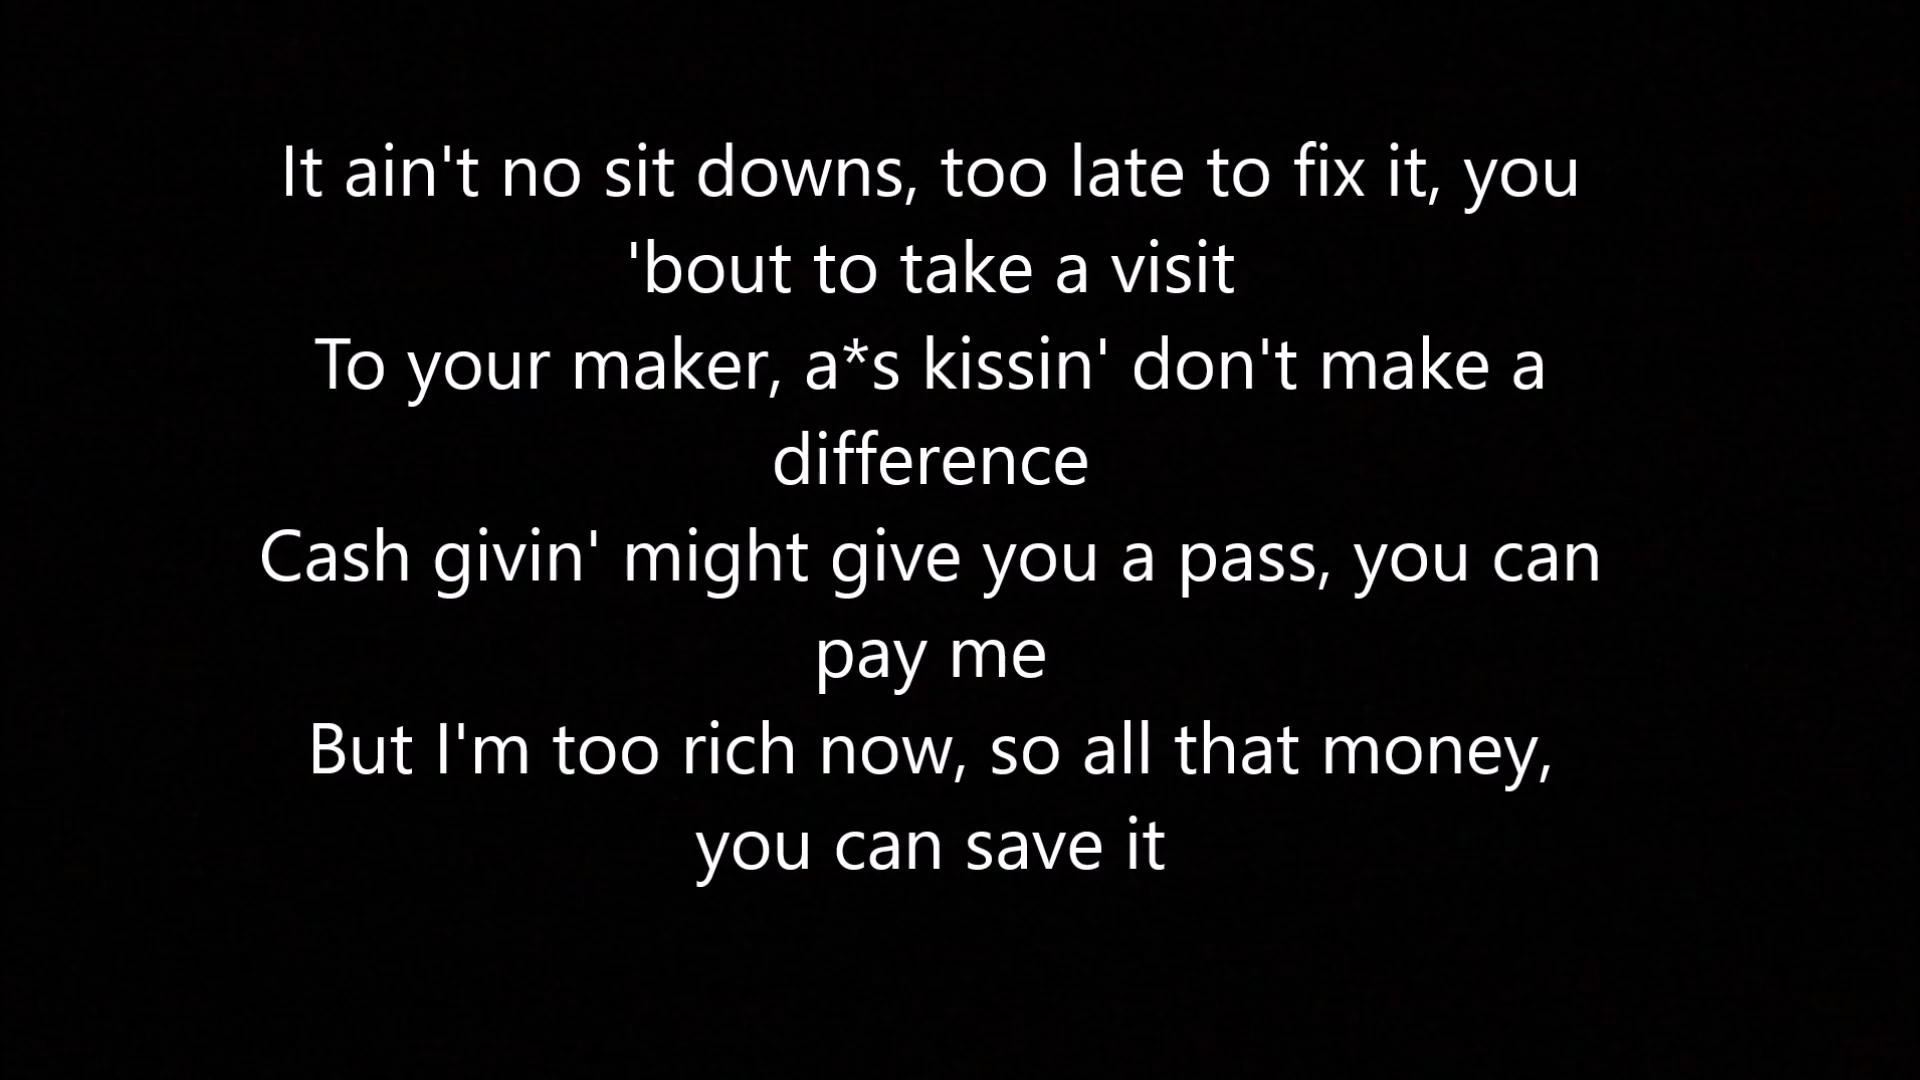 It ain't no sit downs, too late to fix it, you
'bout to take a visit
To your maker, a*s kissin' don't make a
difference
Cash givin' might give you a pass, you can
pay me
But I'm too rich now, so all that money,
you can save it